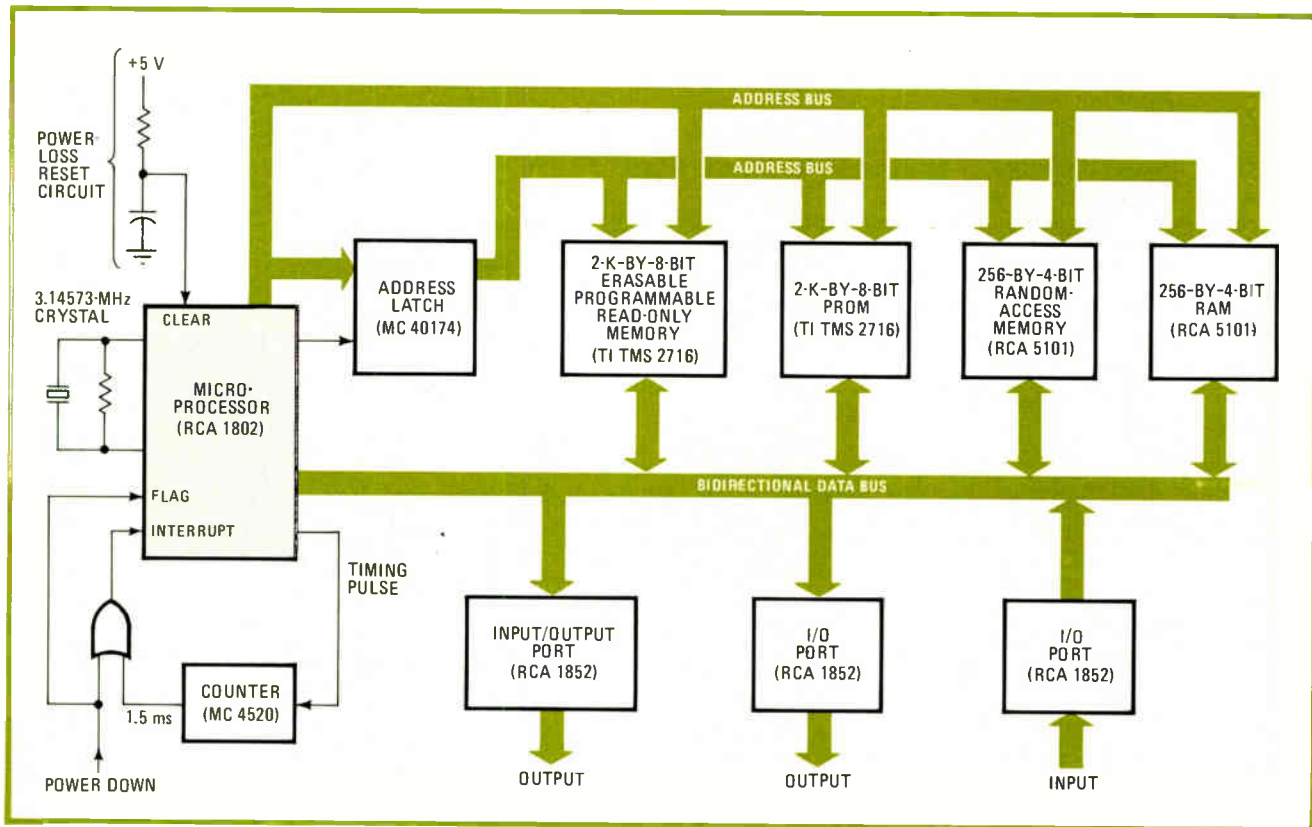 +5 V
POWER-
LOSS
RESET
CIRCUIT
ADDRESS BUS
ADDRESS BUS
3.14573-MHz
CRYSTAL
CLEAR
MICRO-
PROCESSOR
(RCA 1802)
FLAG
INTERRUPT
ADDRESS
LATCH
(MC 40174)
2-K-BY-8-BIT
ERASABLE
PROGRAMMABLE
READ-ONLY
MEMORY
(TI TMS 2716)
2-K-BY-8-BIT
PROM
(TI TMS 2716)
256-BY-4-BIT
RANDOM-
ACCESS
MEMORY
(RCA 5101)
256-BY-4-BIT
RAM
(RCA 5101)
BIDIRECTIONAL DATA BUS
TIMING
PULSE
COUNTER
(MC 4520)
1.5 ms
POWER DOWN
INPUT/OUTPUT
PORT
(RCA 1852)
I/O
PORT
(RCA 1852)
I/O
PORT
(RCA 1852)
OUTPUT
OUTPUT
INPUT